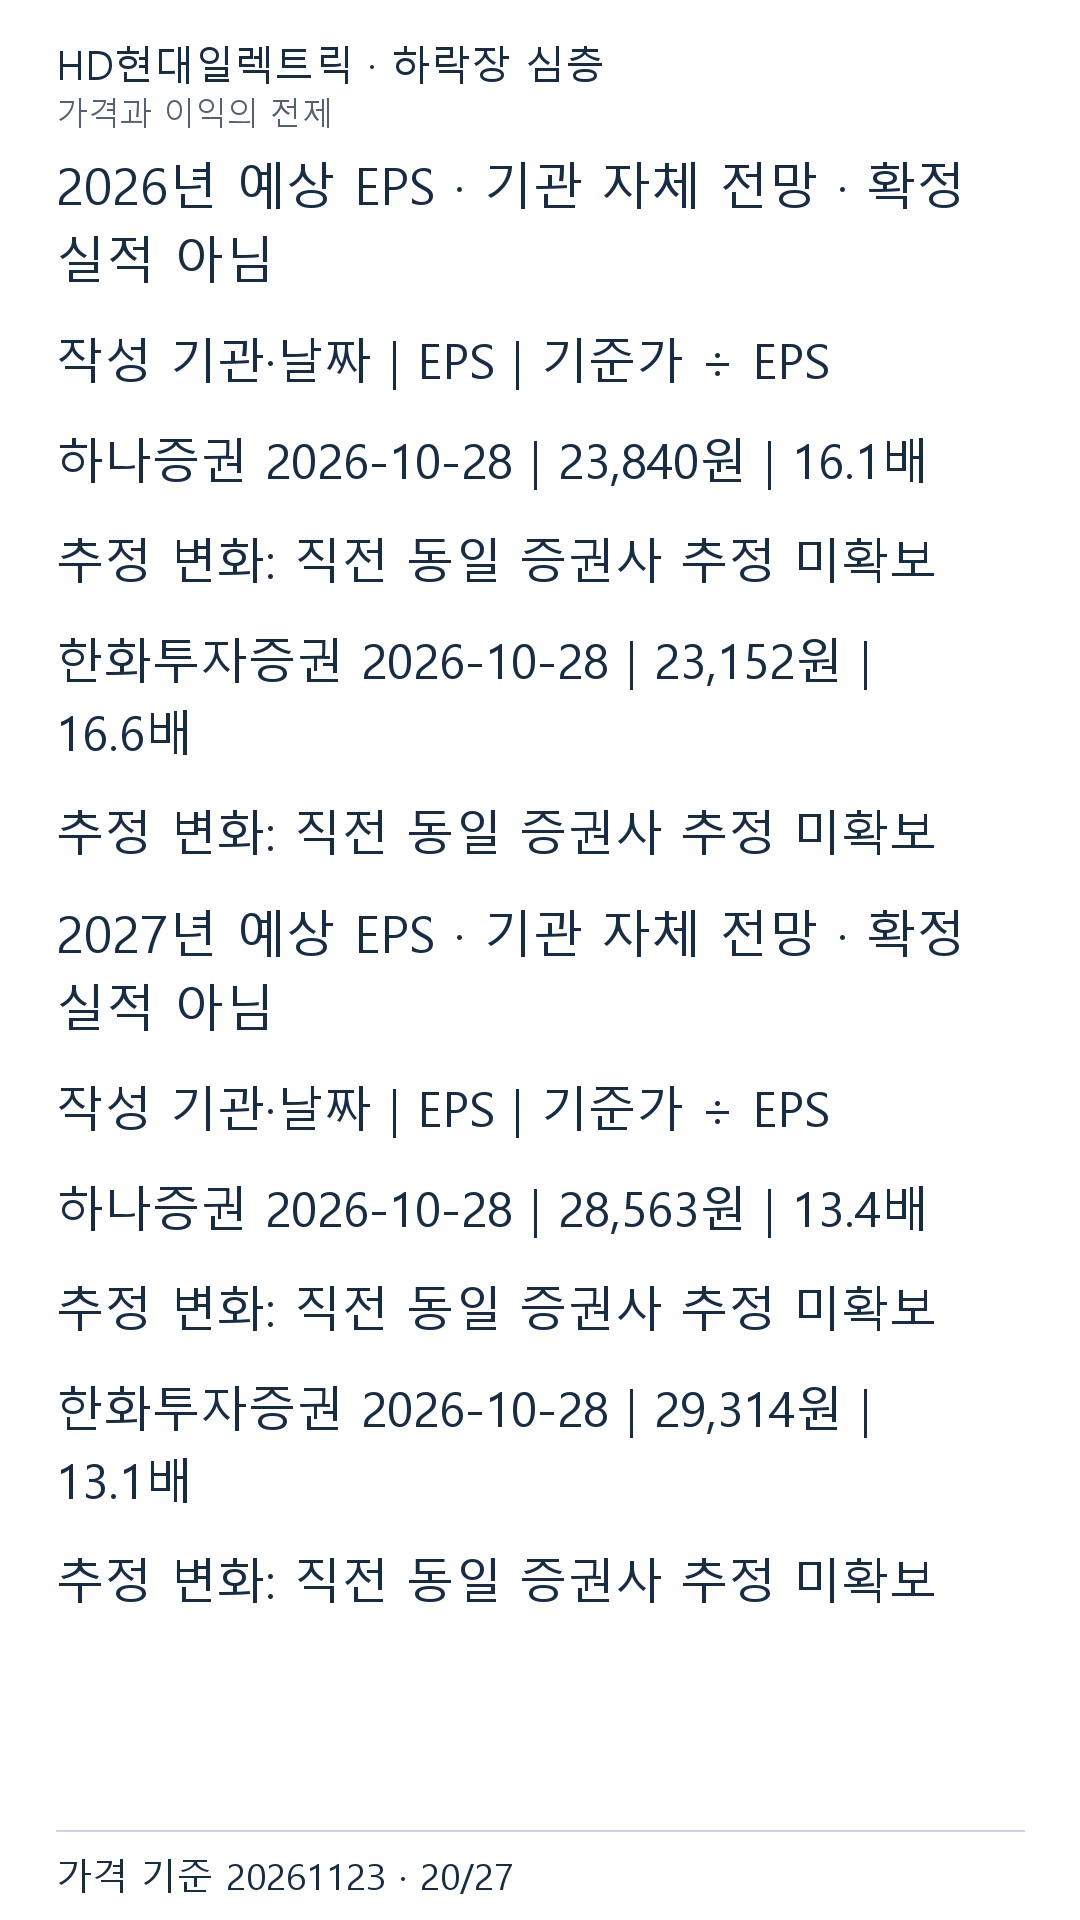 HD현대일렉트릭 · 하락장 심층
가격과 이익의 전제
2026년 예상 EPS · 기관 자체 전망 · 확정
실적 아님
작성 기관·날짜 | EPS | 기준가 ÷ EPS
하나증권 2026-10-28 | 23,840원 | 16.1배
추정 변화: 직전 동일 증권사 추정 미확보
한화투자증권 2026-10-28 | 23,152원 |
16.6배
추정 변화: 직전 동일 증권사 추정 미확보
2027년 예상 EPS · 기관 자체 전망 · 확정
실적 아님
작성 기관·날짜 | EPS | 기준가 ÷ EPS
하나증권 2026-10-28 | 28,563원 | 13.4배
추정 변화: 직전 동일 증권사 추정 미확보
한화투자증권 2026-10-28 | 29,314원 |
13.1배
추정 변화: 직전 동일 증권사 추정 미확보
가격 기준 20261123 · 20/27